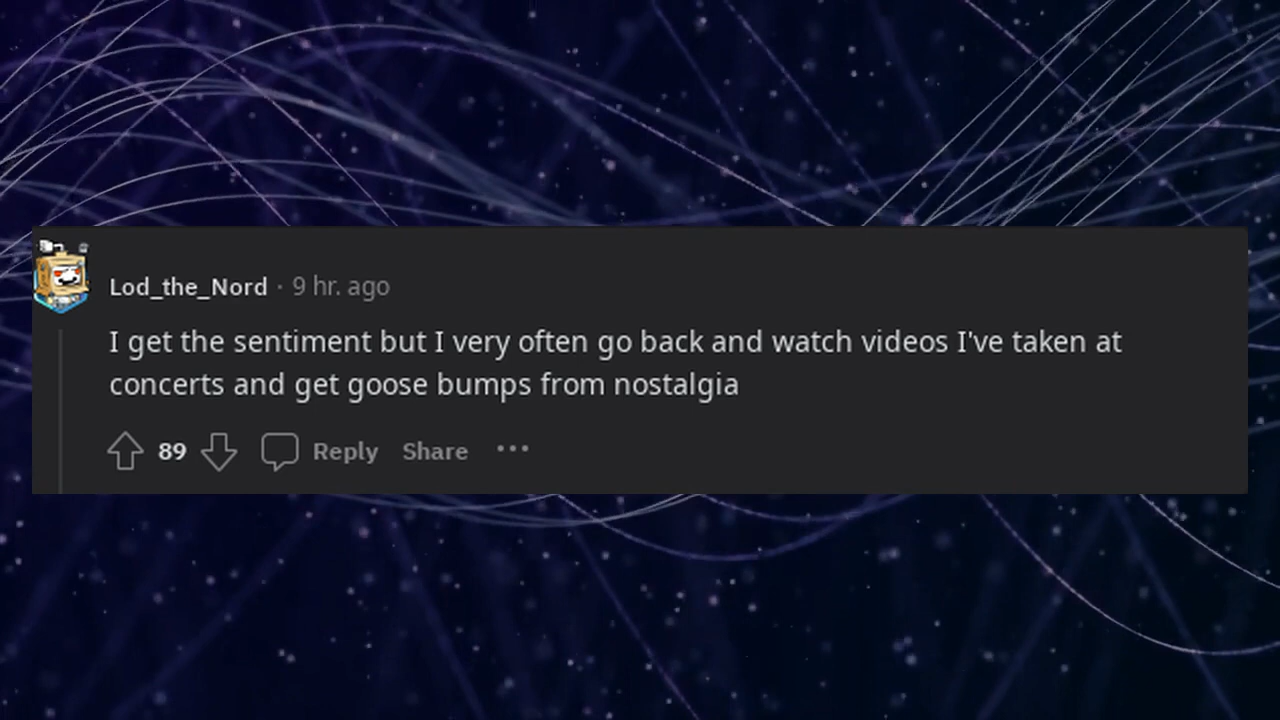 Lod_the_Nord · 9 hr. ago
I get the sentiment but I very often go back and watch videos I've taken at
concerts and get goose bumps from nostalgia
89 Reply Share ···